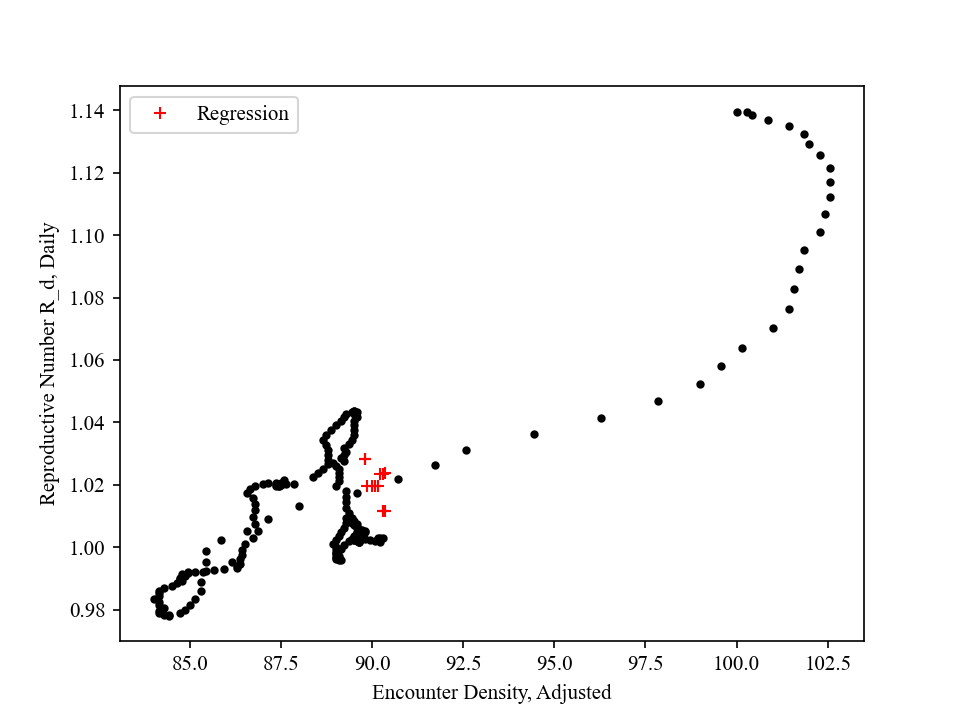 Regression
1.14
1.12
1.10
1.08
1.06
1.04
1.02
1.00
0.98
Reproductive Number R_d, Daily
85.0 87.5 90.0 92.5 95.0 97.5 100.0 102.5
Encounter Density, Adjusted